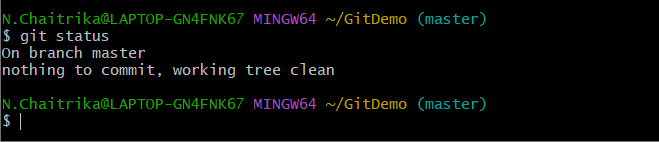 N.Chaitrika@LAPTOP-GN4FNK67 MINGW64 ~/GitDemo (master)
$ git status
On branch master
nothing to commit, working tree clean
N.Chaitrika@LAPTOP-GN4FNK67 MINGW64 ~/GitDemo (master)
$